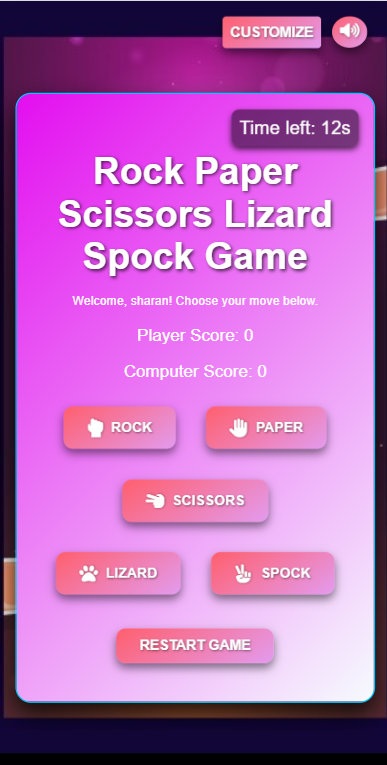 CUSTOMIZE
Time left: 12s
Rock Paper
Scissors Lizard
Spock Game
Welcome, sharan! Choose your move below.
Player Score: 0
Computer Score: 0
ROCK
PAPER
SCISSORS
LIZARD
SPOCK
RESTART GAME